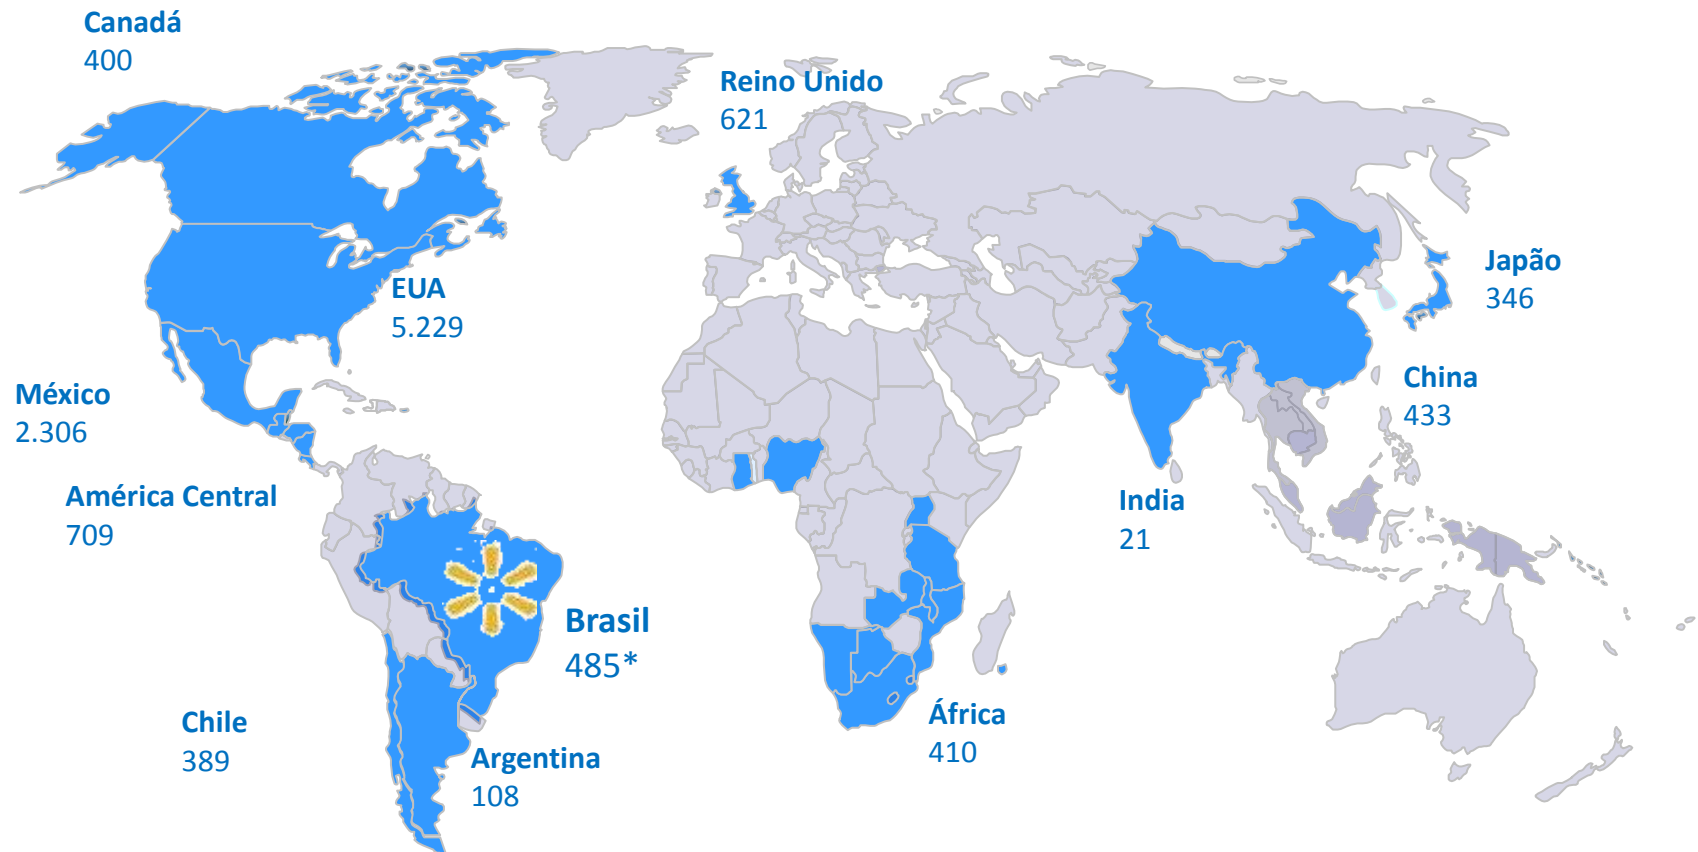 Canadá
400
Reino Unido
621
EUA
5.229
Japão
346
México
2.306
China
433
América Central
709
India
21
Brasil
485*
Chile
389
África
410
Argentina
108